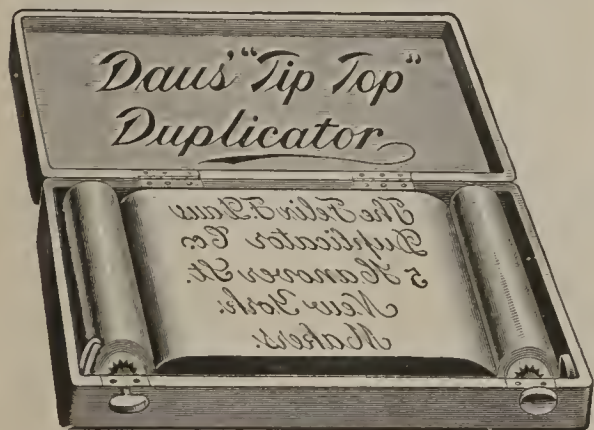 Daus' "Tip Top"
Duplicator
The Felix F. Daus
Duplicator Co.
5 Hanover St.
New York.
Makers.